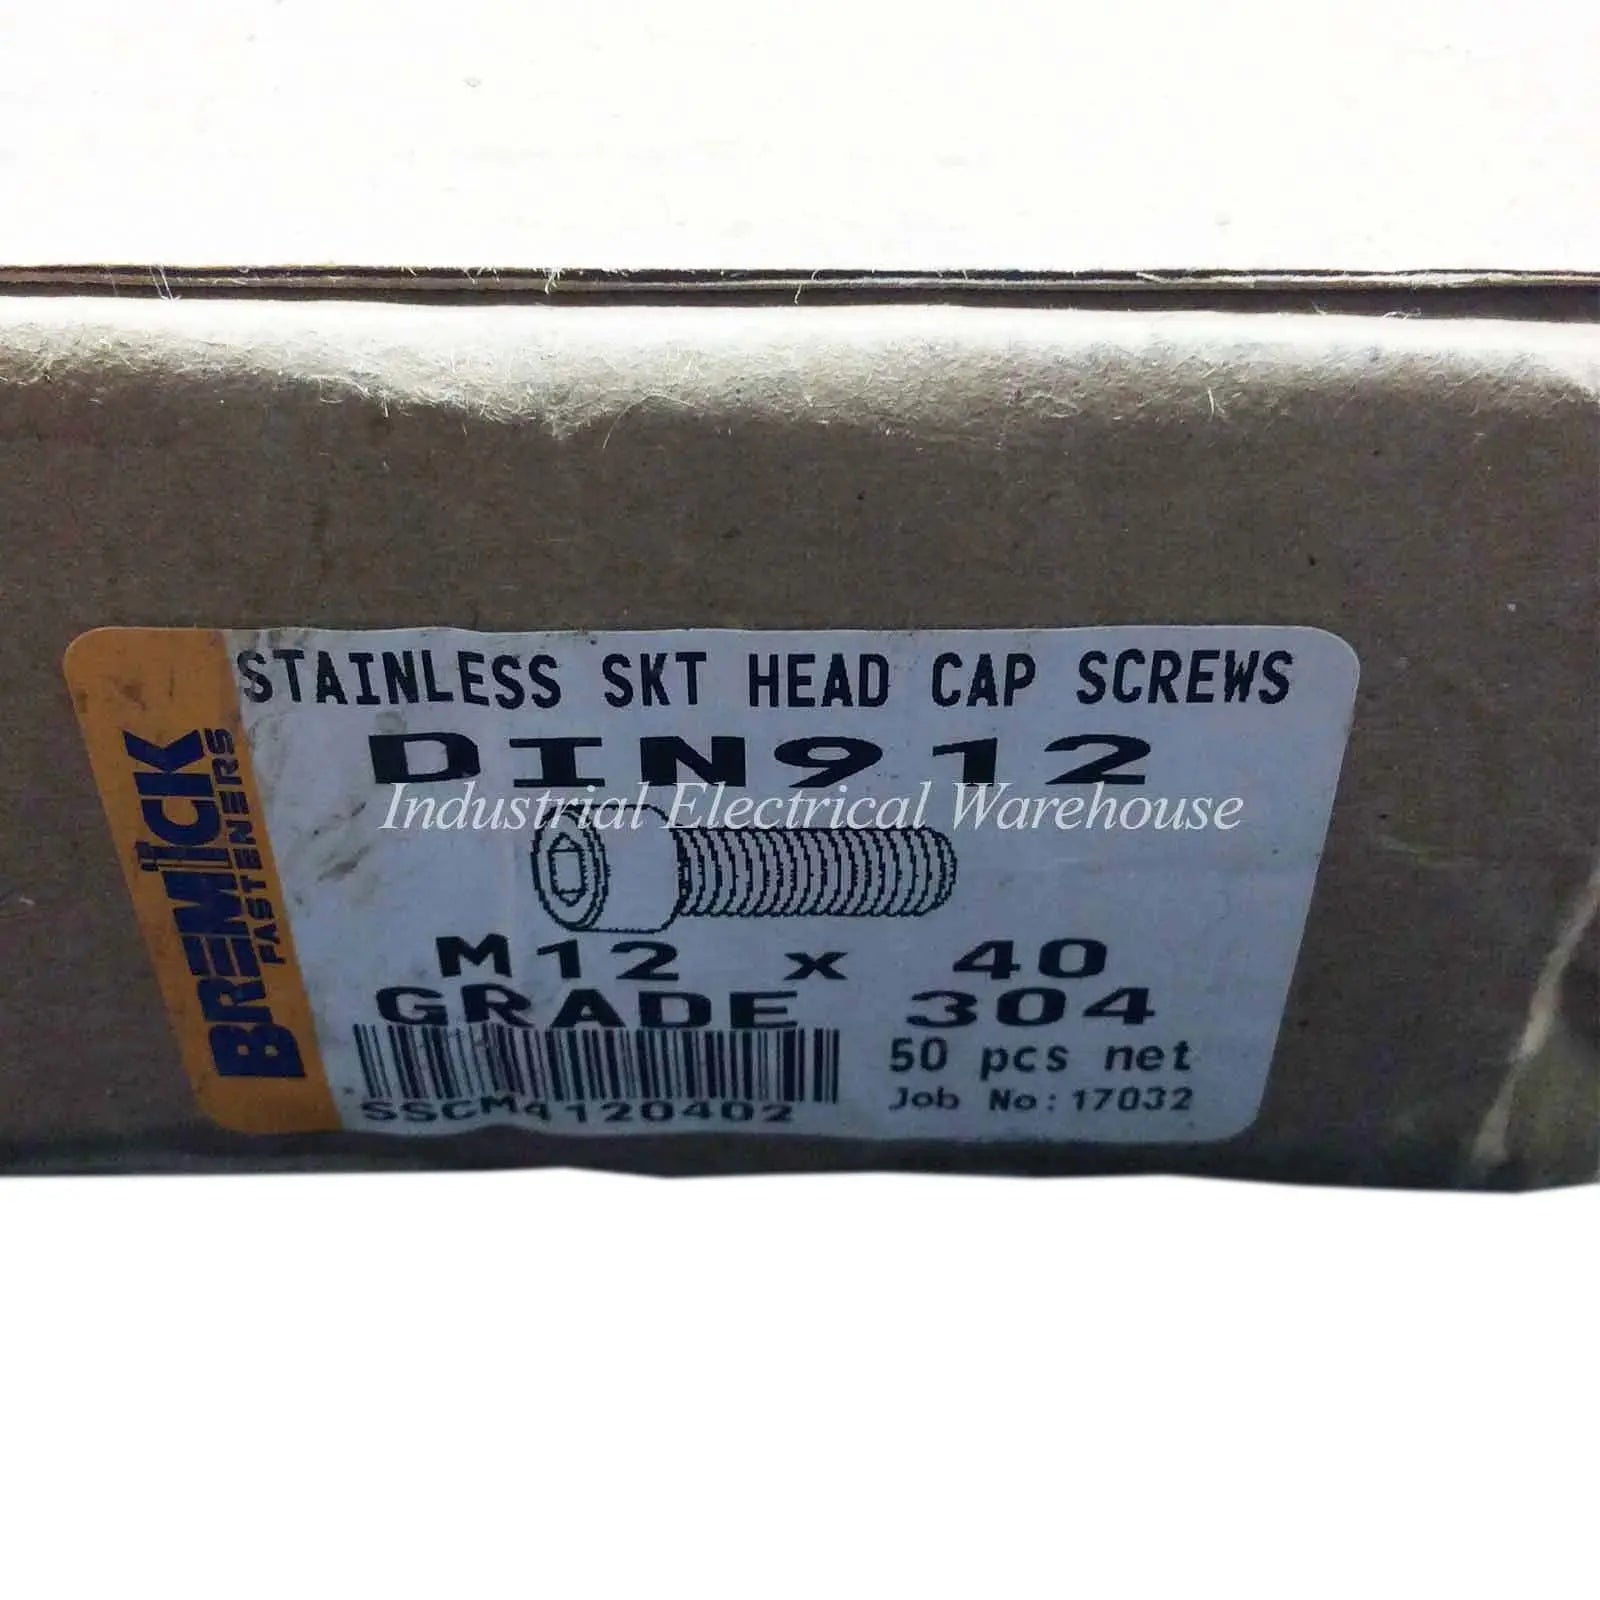 STAINLESS SKT HEAD CAP SCREWS
DIN912
Industrial Electrical Warehouse
M12 x 40
GRADE 304
50 pcs net
SSCM4120402
Job No:17032
BREMICK
FASTENERS